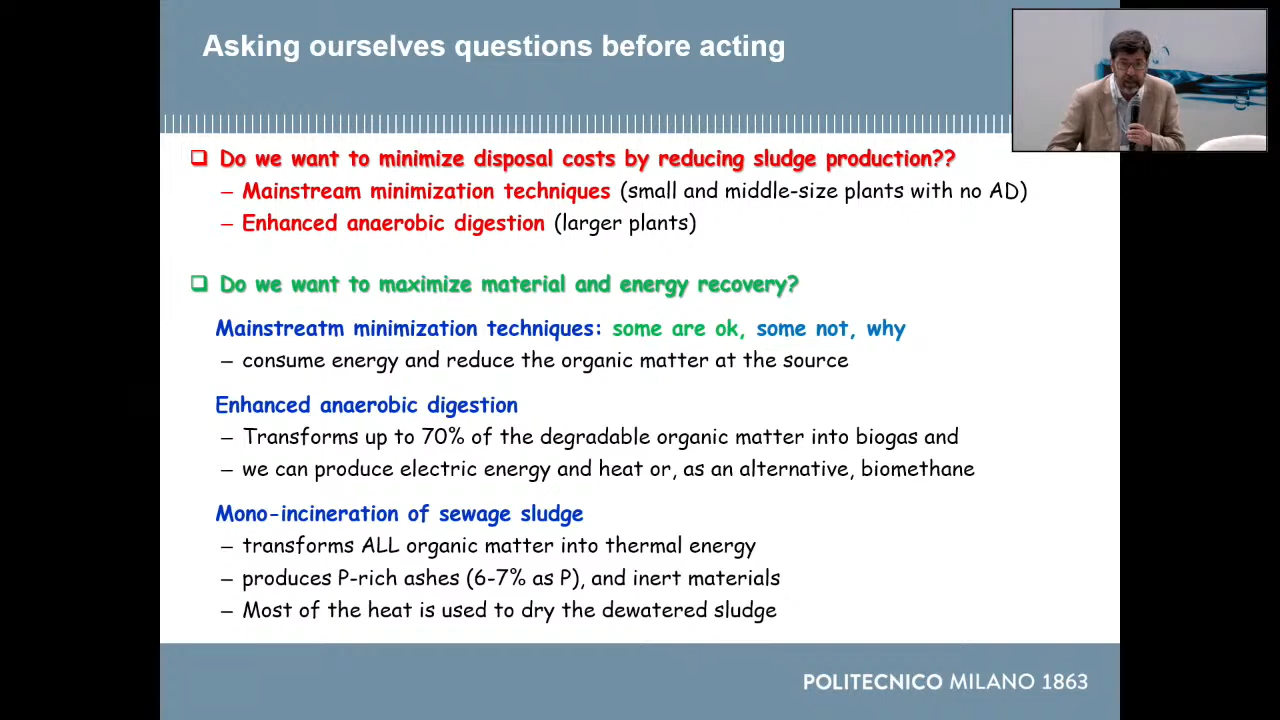 Asking ourselves questions before acting
❑ Do we want to minimize disposal costs by reducing sludge production??
– Mainstream minimization techniques (small and middle-size plants with no AD)
– Enhanced anaerobic digestion (larger plants)
❑ Do we want to maximize material and energy recovery?
Mainstreatm minimization techniques: some are ok, some not, why
– consume energy and reduce the organic matter at the source
Enhanced anaerobic digestion
– Transforms up to 70% of the degradable organic matter into biogas and
– we can produce electric energy and heat or, as an alternative, biomethane
Mono-incineration of sewage sludge
– transforms ALL organic matter into thermal energy
– produces P-rich ashes (6-7% as P), and inert materials
– Most of the heat is used to dry the dewatered sludge
POLITECNICO MILANO 1863